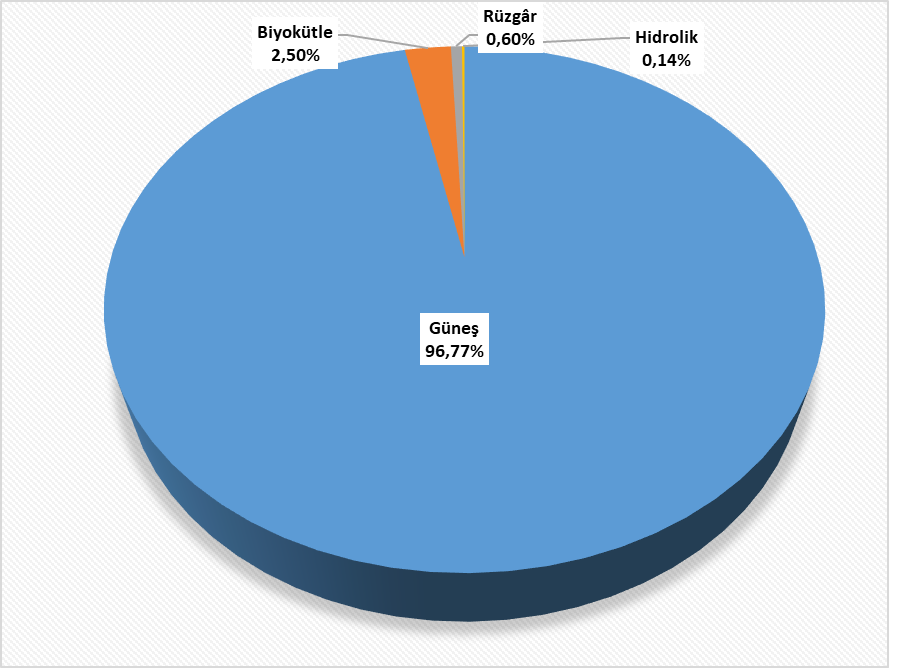 Biyokütle
2,50%
Rüzgâr
0,60%
Hidrolik
0,14%
Güneş
96,77%